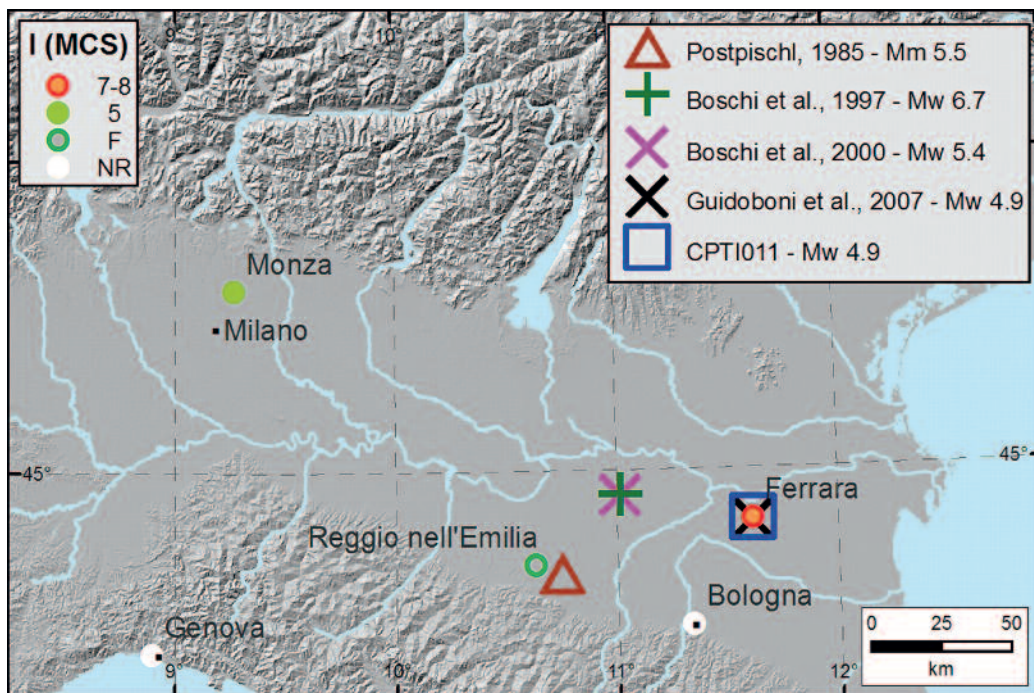 I (MCS)
7-8
5
F
NR
Postpischl, 1985 - Mm 5.5
Boschi et al., 1997 - Mw 6.7
Boschi et al., 2000 - Mw 5.4
Guidoboni et al., 2007 - Mw 4.9
CPTI011 - Mw 4.9
9
10
Monza
Milano
45°
45°
Ferrara
Reggio nell'Emilia
Bologna
Genova
0 25 50
km
9
10
11
12